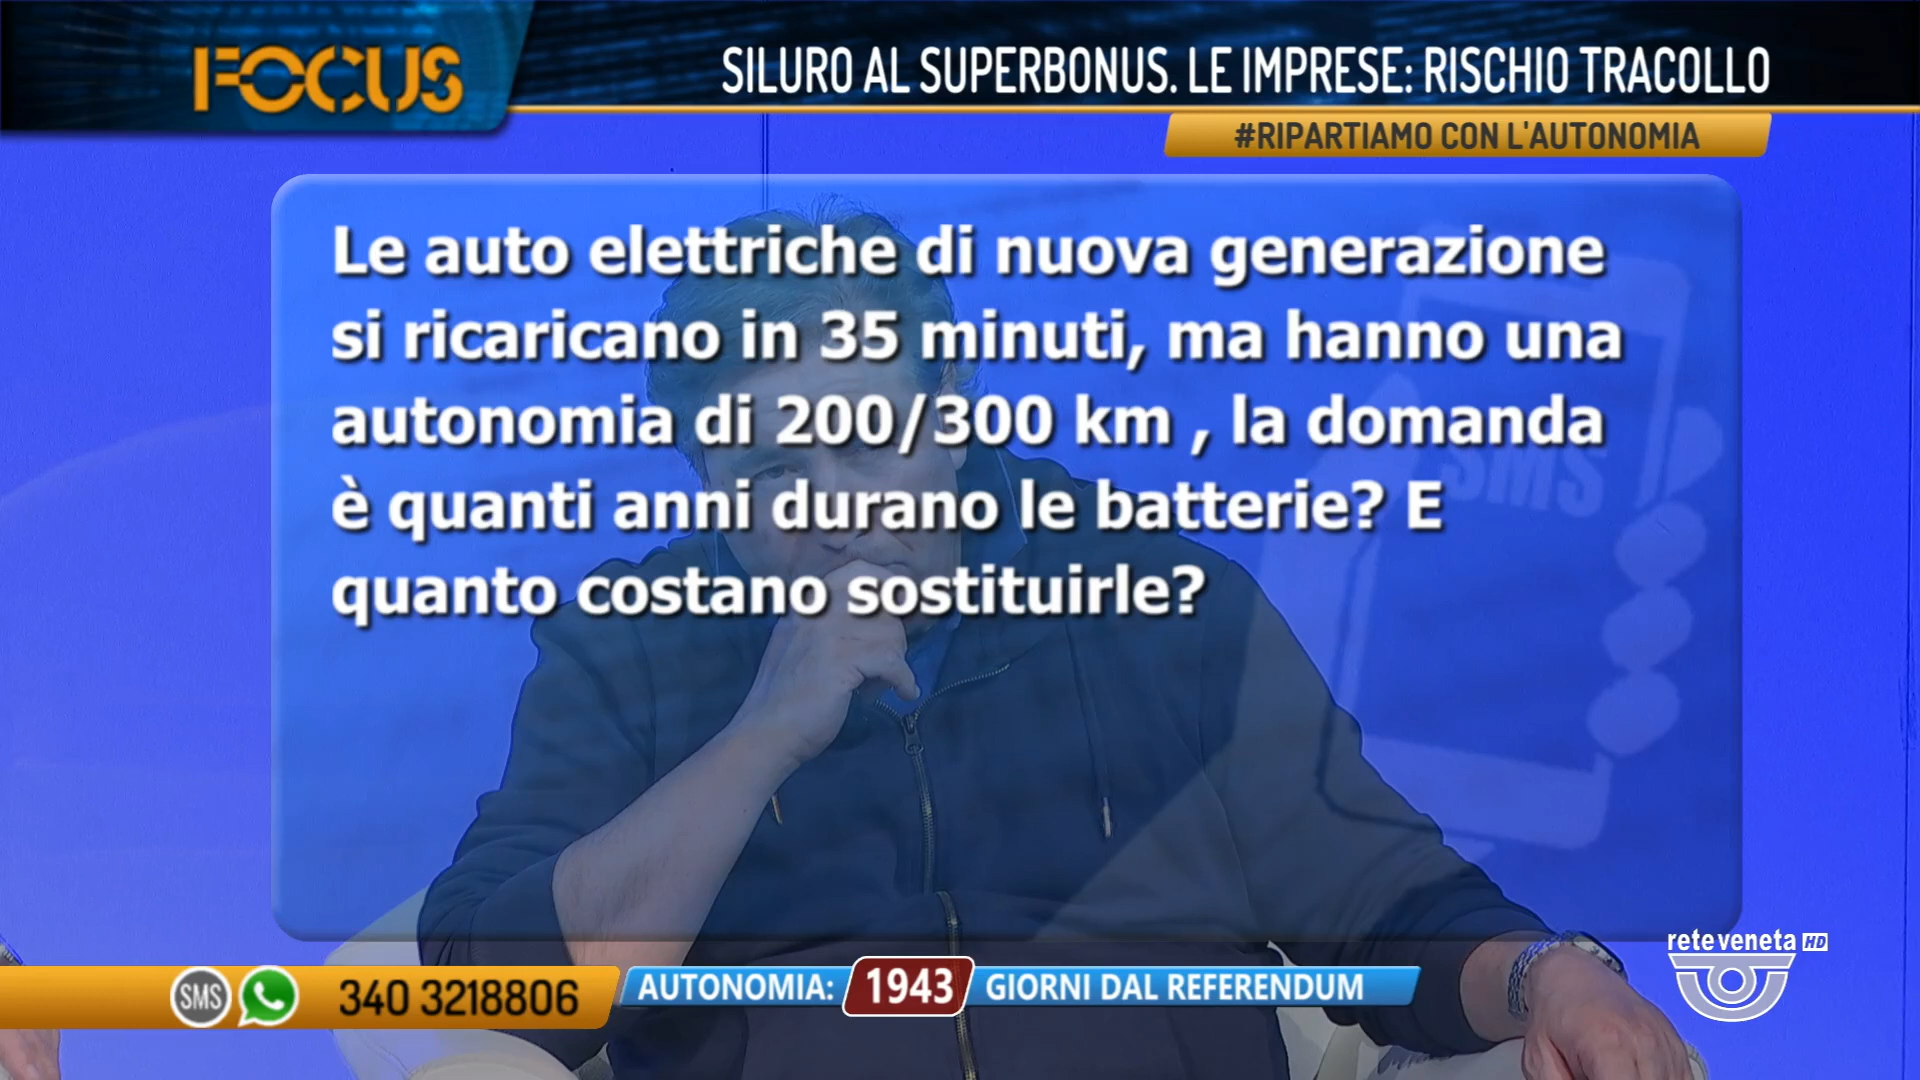 FOCUS
SILURO AL SUPERBONUS. LE IMPRESE: RISCHIO TRACOLLO
#RIPARTIAMO CON L'AUTONOMIA
Le auto elettriche di nuova generazione
si ricaricano in 35 minuti, ma hanno una
autonomia di 200/300 km , la domanda
è quanti anni durano le batterie? E
quanto costano sostituirle?
SMS
reteveneta HD
SMS 340 3218806
AUTONOMIA: 1943 GIORNI DAL REFERENDUM